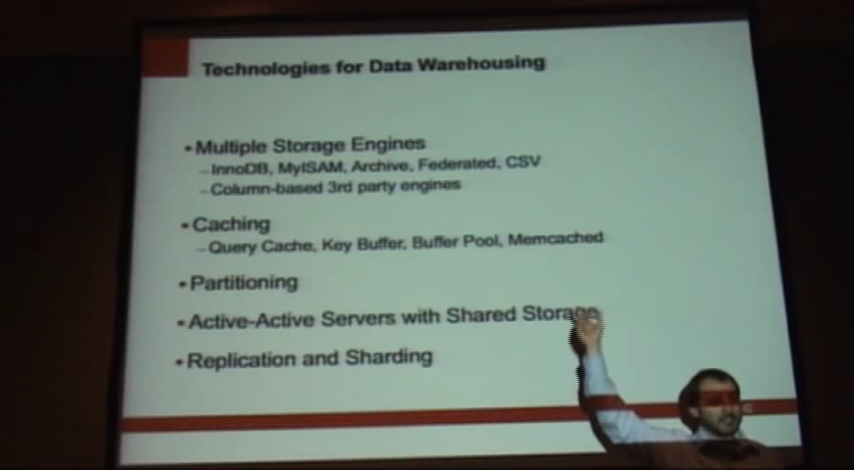 Technologies for Data Warehousing
• Multiple Storage Engines
– InnoDB, MyISAM, Archive, Federated, CSV
– Column-based 3rd party engines
• Caching
– Query Cache, Key Buffer, Buffer Pool, Memcached
• Partitioning
• Active-Active Servers with Shared Storage
• Replication and Sharding